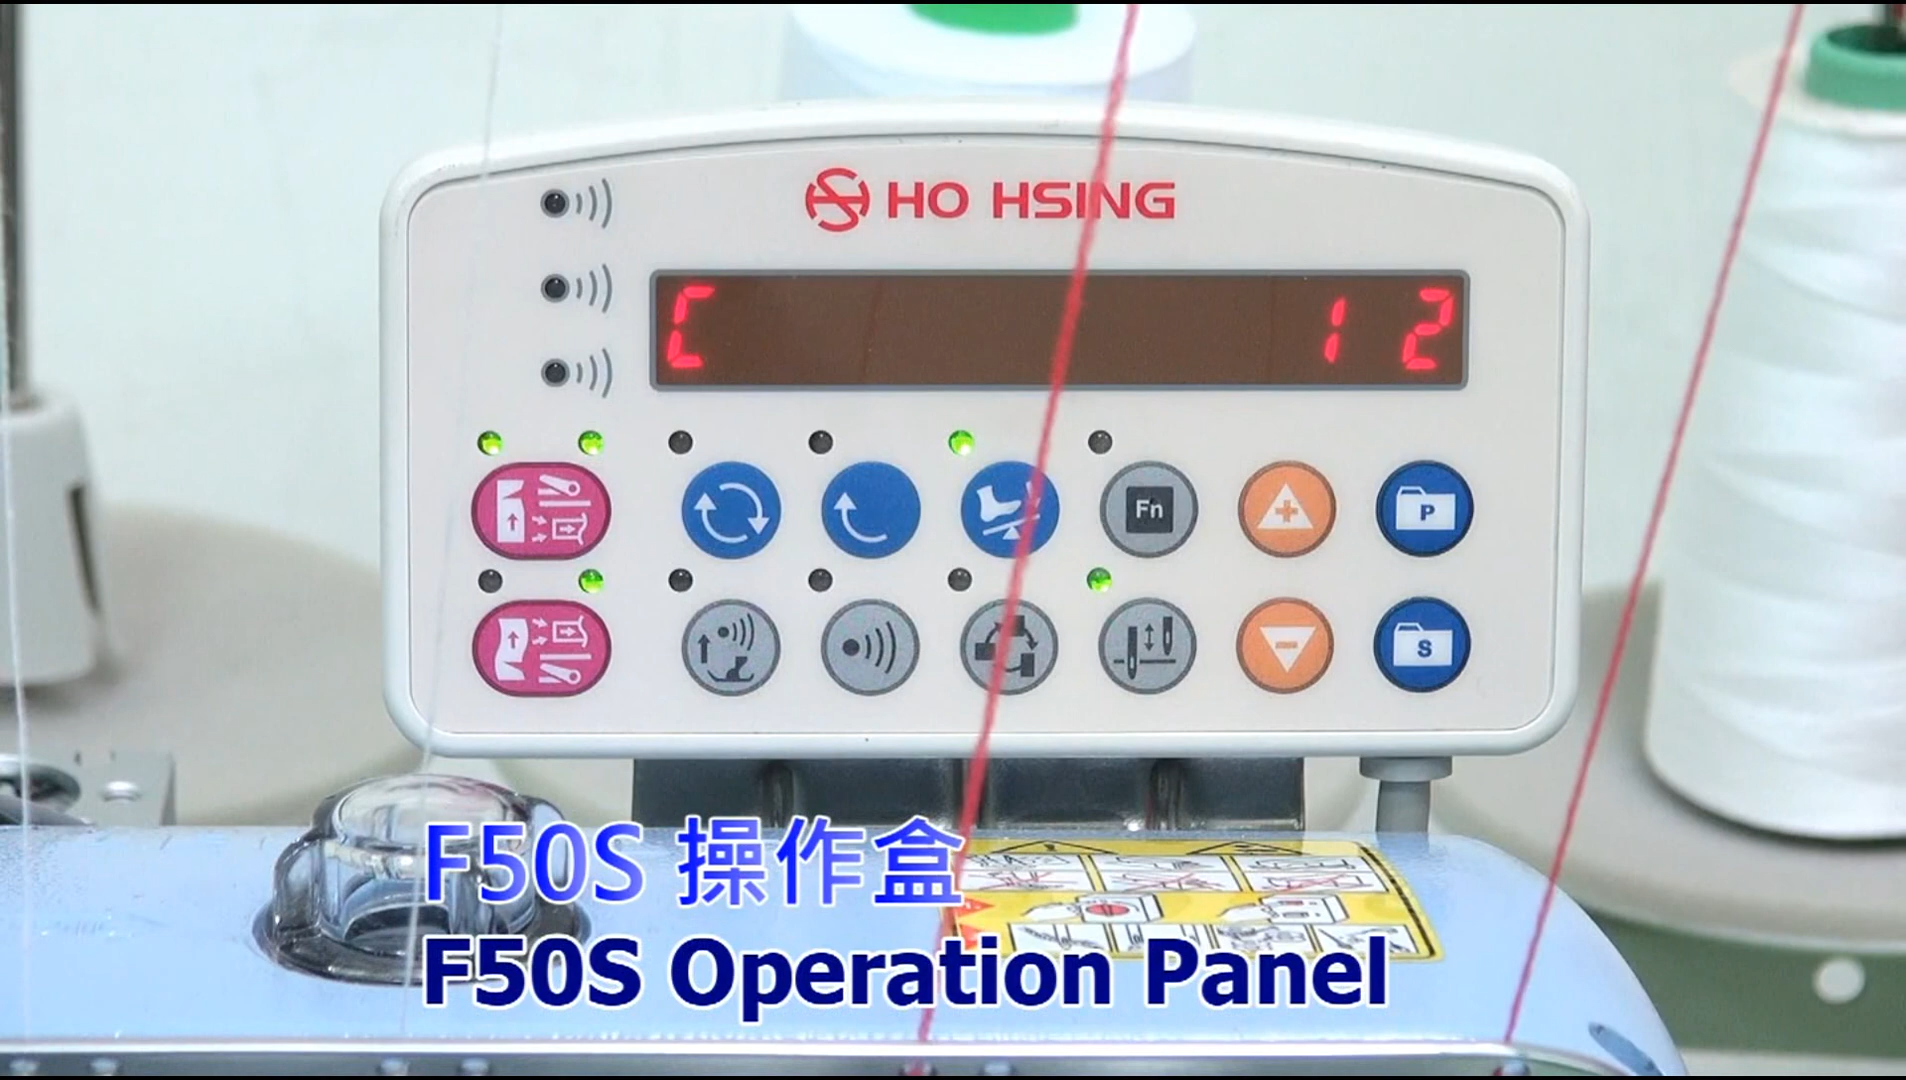 HO HSING
C 12
Fn
P
S
F50S 操作盒
F50S Operation Panel